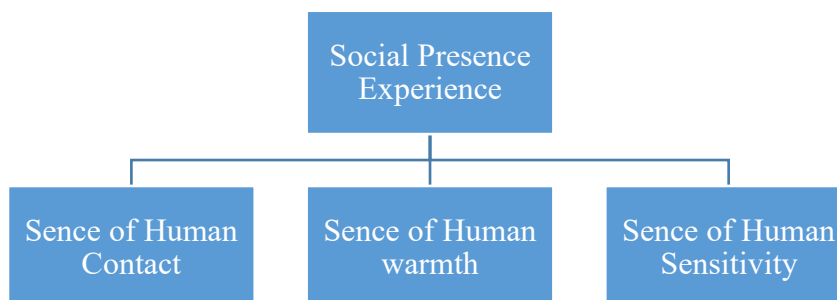 Social Presence
Experience
Sence of Human
Contact
Sence of Human
warmth
Sence of Human
Sensitivity